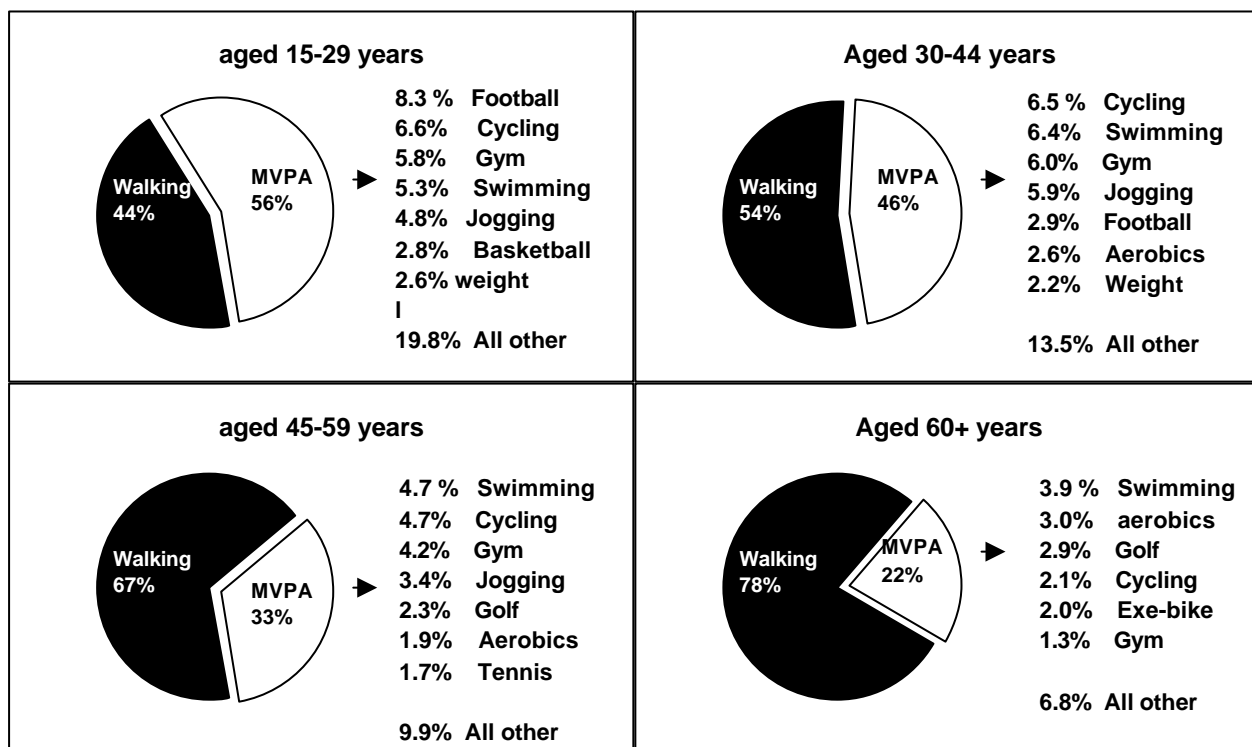 aged 15-29 years
Walking
44%
MVPA
56%
8.3 % Football
6.6% Cycling
5.8% Gym
5.3% Swimming
4.8% Jogging
2.8% Basketball
2.6% weight
l
19.8% All other
Aged 30-44 years
Walking
54%
MVPA
46%
6.5 % Cycling
6.4% Swimming
6.0% Gym
5.9% Jogging
2.9% Football
2.6% Aerobics
2.2% Weight
13.5% All other
aged 45-59 years
Walking
67%
MVPA
33%
4.7 % Swimming
4.7% Cycling
4.2% Gym
3.4% Jogging
2.3% Golf
1.9% Aerobics
1.7% Tennis
9.9% All other
Aged 60+ years
Walking
78%
MVPA
22%
3.9 % Swimming
3.0% aerobics
2.9% Golf
2.1% Cycling
2.0% Exe-bike
1.3% Gym
6.8% All other